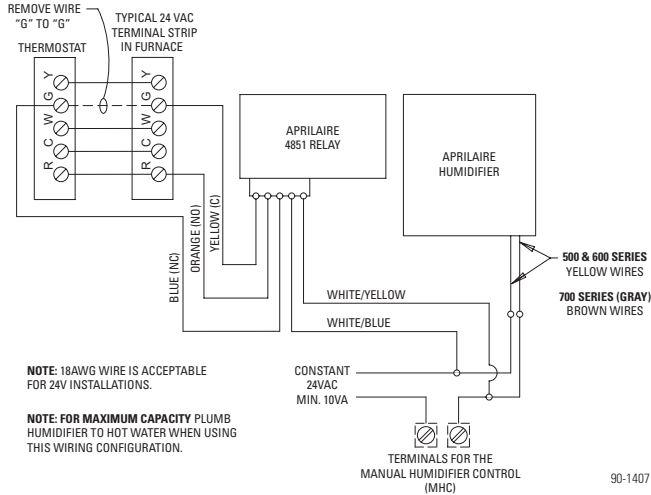 REMOVE WIRE
"G" TO "G"
TYPICAL 24 VAC
TERMINAL STRIP
IN FURNACE
THERMOSTAT
Y
G
W
C
R
Y
G
W
C
R
APRILAIRE
4851 RELAY
APRILAIRE
HUMIDIFIER
BLUE (NC)
ORANGE (NO)
YELLOW (C)
500 & 600 SERIES
YELLOW WIRES
700 SERIES (GRAY)
BROWN WIRES
WHITE/YELLOW
WHITE/BLUE
NOTE: 18AWG WIRE IS ACCEPTABLE
FOR 24V INSTALLATIONS.
CONSTANT
24VAC
MIN. 10VA
NOTE: FOR MAXIMUM CAPACITY PLUMB
HUMIDIFIER TO HOT WATER WHEN USING
THIS WIRING CONFIGURATION.
TERMINALS FOR THE
MANUAL HUMIDIFIER CONTROL
(MHC)
90-1407